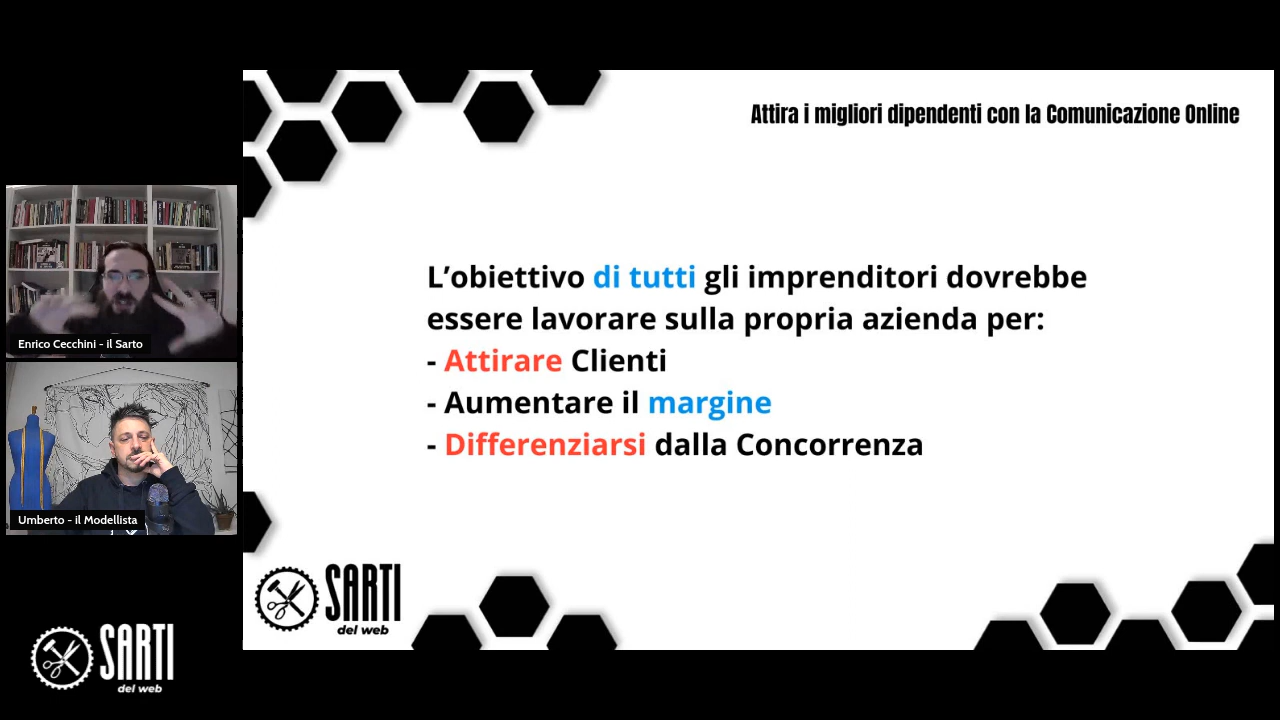 Attira i migliori dipendenti con la Comunicazione Online
L’obiettivo di tutti gli imprenditori dovrebbe
essere lavorare sulla propria azienda per:
- Attirare Clienti
- Aumentare il margine
- Differenziarsi dalla Concorrenza
Enrico Cecchini - il Sarto
Umberto - il Modellista
SARTI
del web
SARTI
del web